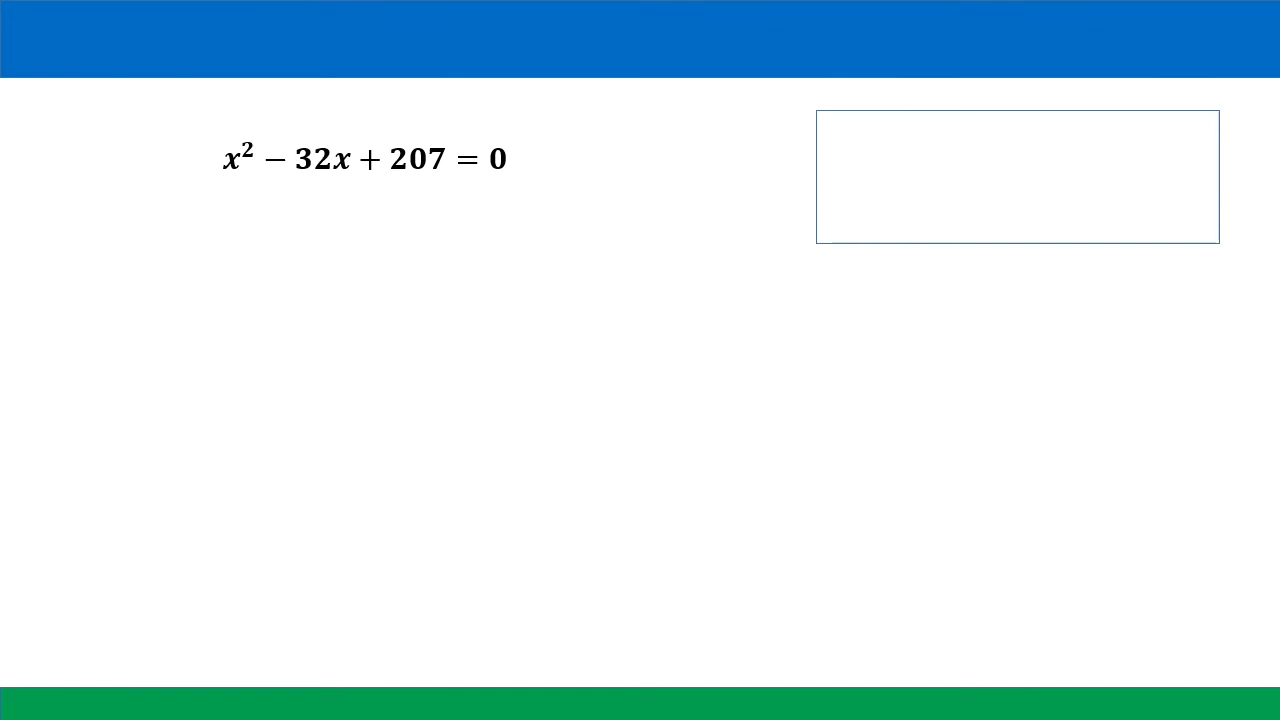 x² − 32x + 207 = 0